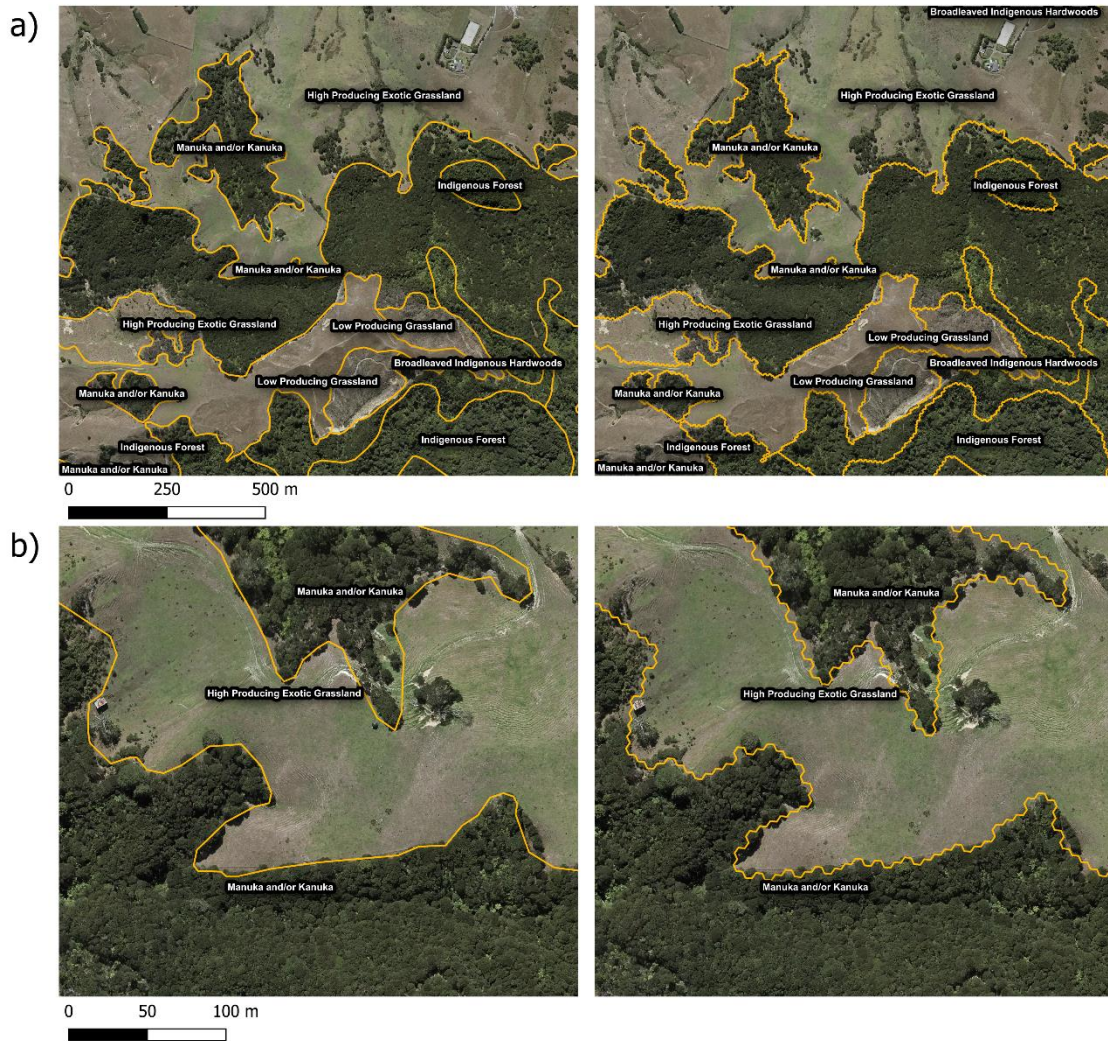 a)
High Producing Exotic Grassland
Manuka and/or Kanuka
Indigenous Forest
Manuka and/or Kanuka
High Producing Exotic Grassland
Low Producing Grassland
Broadleaved Indigenous Hardwoods
Low Producing Grassland
Manuka and/or Kanuka
Indigenous Forest
Indigenous Forest
Manuka and/or Kanuka
0 250 500 m
Broadleaved Indigenous Hardwoods
High Producing Exotic Grassland
Manuka and/or Kanuka
Indigenous Forest
Manuka and/or Kanuka
High Producing Exotic Grassland
Low Producing Grassland
Broadleaved Indigenous Hardwoods
Low Producing Grassland
Manuka and/or Kanuka
Indigenous Forest
Indigenous Forest
Manuka and/or Kanuka
b)
Manuka and/or Kanuka
High Producing Exotic Grassland
Manuka and/or Kanuka
0 50 100 m
Manuka and/or Kanuka
High Producing Exotic Grassland
Manuka and/or Kanuka